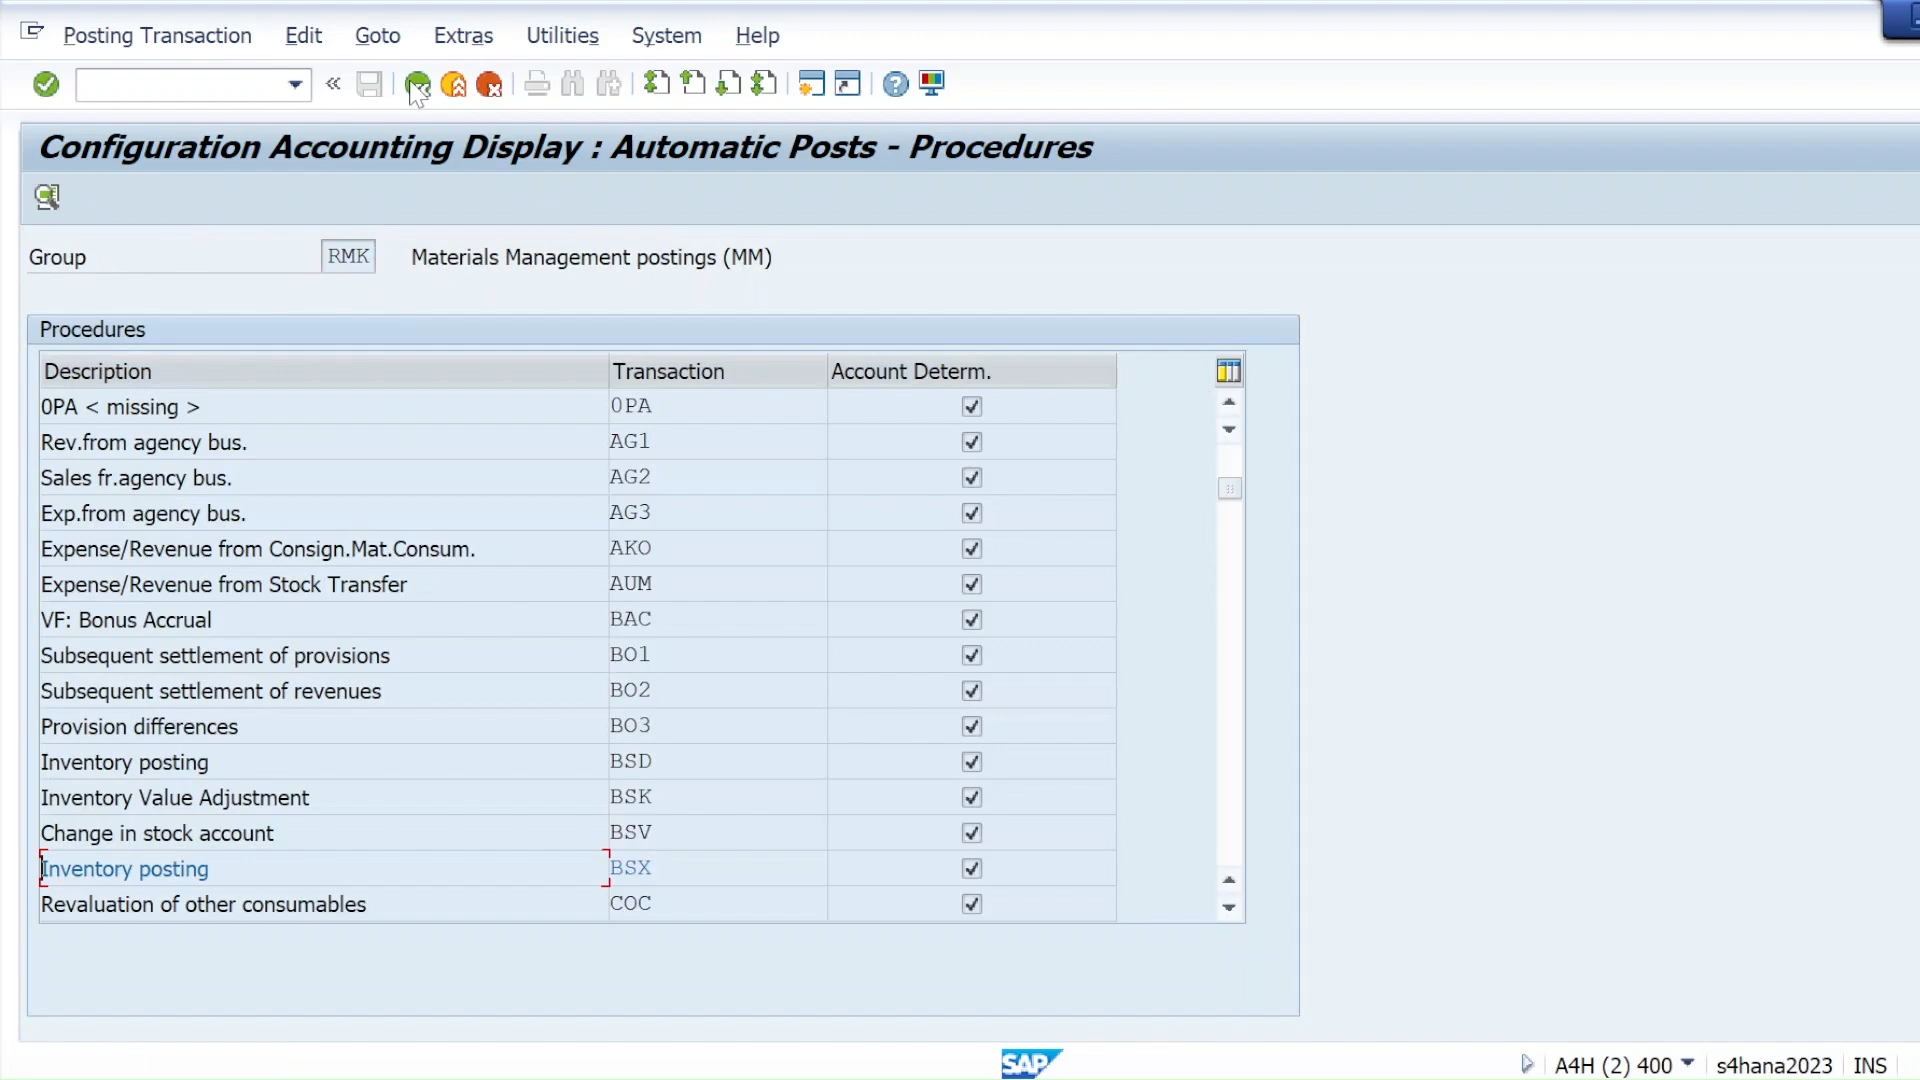 Posting Transaction Edit Goto Extras Utilities System Help
Configuration Accounting Display : Automatic Posts - Procedures
Group RMK Materials Management postings (MM)
Procedures
Description Transaction Account Determ.
0PA < missing > 0PA
Rev.from agency bus. AG1
Sales fr.agency bus. AG2
Exp.from agency bus. AG3
Expense/Revenue from Consign.Mat.Consum. AKO
Expense/Revenue from Stock Transfer AUM
VF: Bonus Accrual BAC
Subsequent settlement of provisions BO1
Subsequent settlement of revenues BO2
Provision differences BO3
Inventory posting BSD
Inventory Value Adjustment BSK
Change in stock account BSV
Inventory posting BSX
Revaluation of other consumables COC
SAP A4H (2) 400 s4hana2023 INS